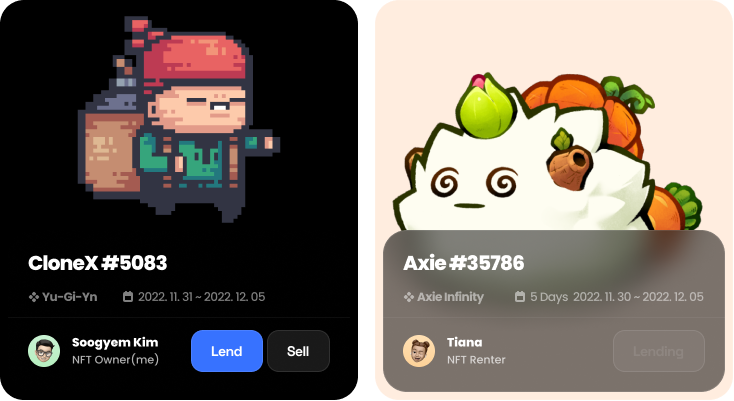 CloneX #5083
Yu-Gi-Yn 2022. 11. 31 ~ 2022. 12. 05
Soogyem Kim
NFT Owner(me)
Lend Sell
Axie #35786
Axie Infinity 5 Days 2022. 11. 30 ~ 2022. 12. 05
Tiana
NFT Renter
Lending